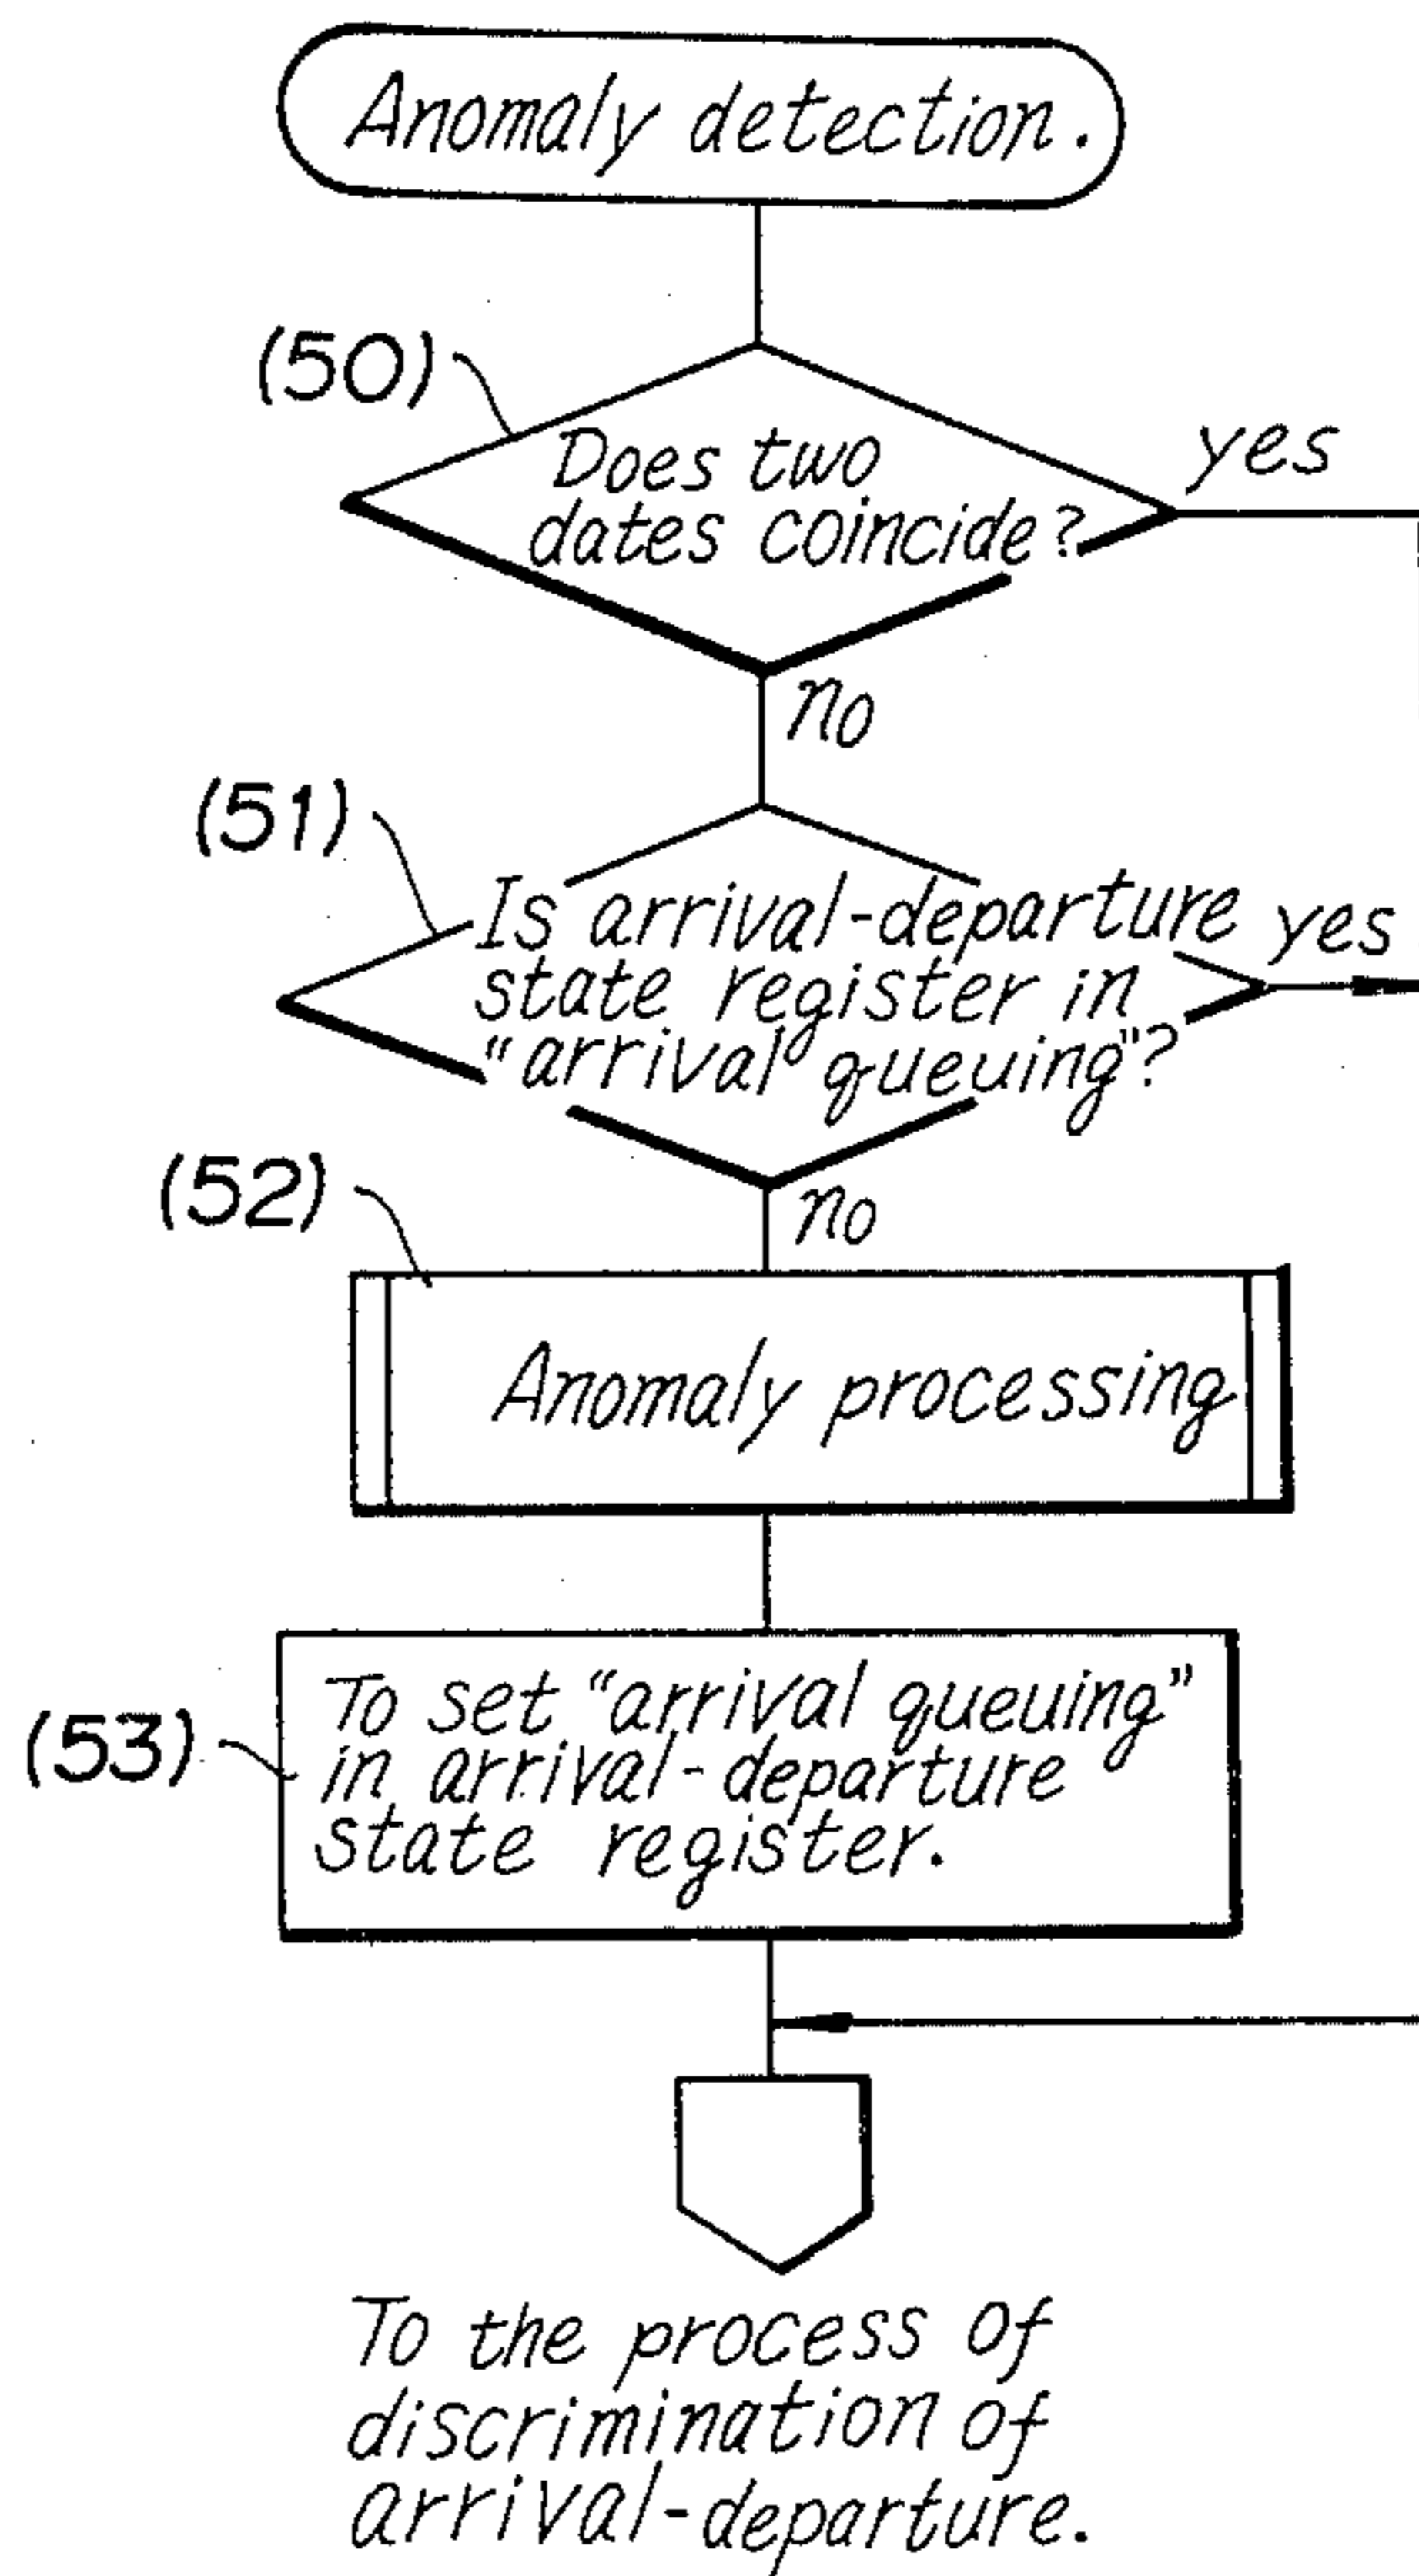 Anomaly detection.
(50)
Does two
dates coincide?
yes
no
(51)
Is arrival-departure
state register in
"arrival queuing"?
yes
no
(52)
Anomaly processing
(53)
To set "arrival queuing"
in arrival-departure
state register.
To the process of
discrimination of
arrival-departure.